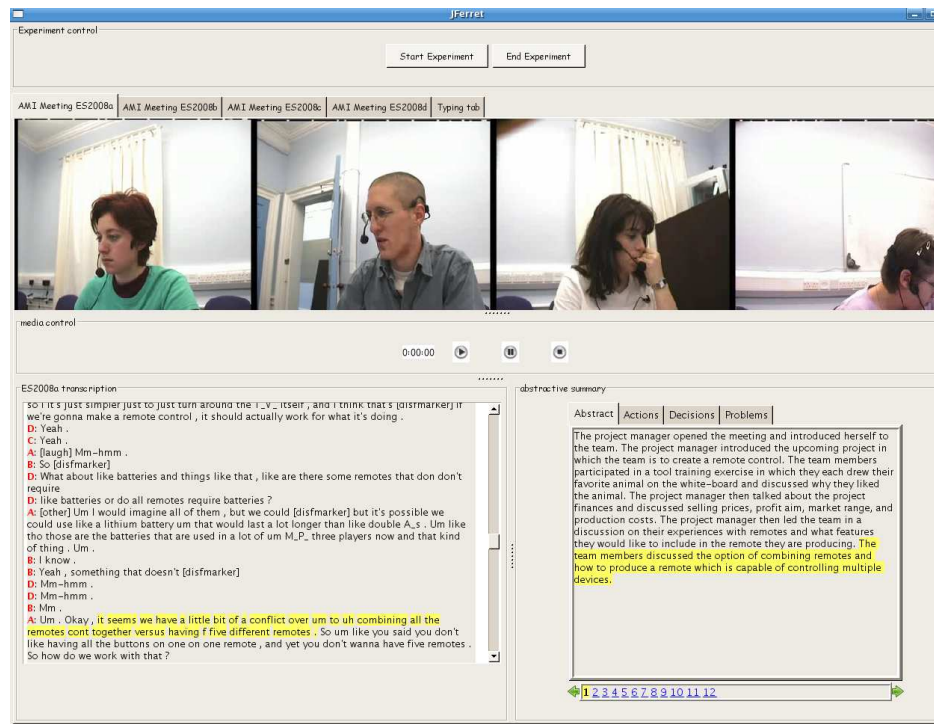 JFerret
Experiment control
Start Experiment End Experiment
AMI Meeting ES2008a AMI Meeting ES2008b AMI Meeting ES2008c AMI Meeting ES2008d Typing tab
media control
0:00:00
ES2008a transcription
so I it's just simpler just to just turn around the T_V_ itself , and I think that's [disfmarker] if
we're gonna make a remote control , it should actually work for what it's doing .
D: Yeah .
C: Yeah .
A: [laugh] Mm-hmm .
B: So [disfmarker]
D: What about like batteries and things like that , like are there some remotes that don don't
require
D: like batteries or do all remotes require batteries ?
A: [other] Um I would imagine all of them , but we could [disfmarker] but it's possible we
could use like a lithium battery um that would last a lot longer than like double A_s . Um like
tho those are the batteries that are used in a lot of um M_P_ three players now and that kind
of thing . Um .
B: I know .
B: Yeah , something that doesn't [disfmarker]
D: Mm-hmm .
D: Mm-hmm .
B: Mm .
A: Um . Okay , it seems we have a little bit of a conflict over um to uh combining all the
remotes cont together versus having f five different remotes . So um like you said you don't
like having all the buttons on one on one remote , and yet you don't wanna have five remotes .
So how do we work with that ?
abstractive summary
Abstract Actions Decisions Problems
The project manager opened the meeting and introduced herself to
the team. The project manager introduced the upcoming project in
which the team is to create a remote control. The team members
participated in a tool training exercise in which they each drew their
favorite animal on the white-board and discussed why they liked
the animal. The project manager then talked about the project
finances and discussed selling prices, profit aim, market range, and
production costs. The project manager then led the team in a
discussion on their experiences with remotes and what features
they would like to include in the remote they are producing. The
team members discussed the option of combining remotes and
how to produce a remote which is capable of controlling multiple
devices.
1 2 3 4 5 6 7 8 9 10 11 12